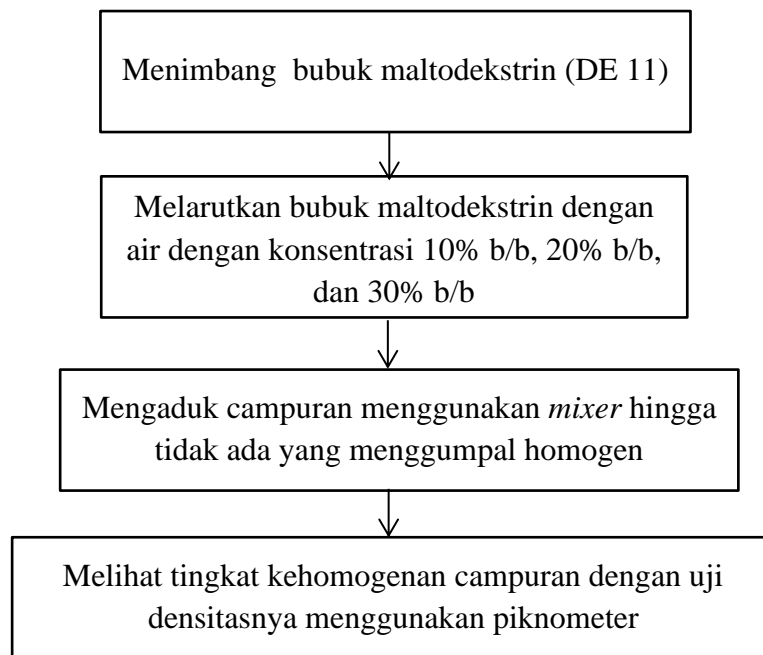 Menimbang bubuk maltodekstrin (DE 11)
Melarutkan bubuk maltodekstrin dengan
air dengan konsentrasi 10% b/b, 20% b/b,
dan 30% b/b
Mengaduk campuran menggunakan mixer hingga
tidak ada yang menggumpal homogen
Melihat tingkat kehomogenan campuran dengan uji
densitasnya menggunakan piknometer